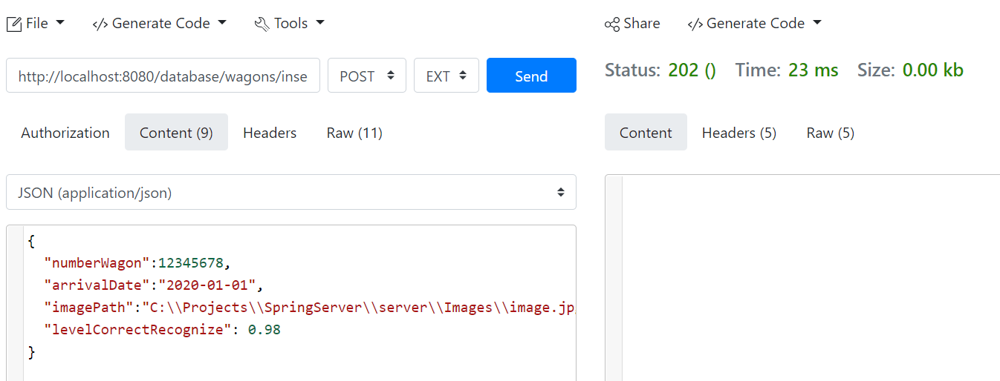 File </> Generate Code Tools
http://localhost:8080/database/wagons/inse POST EXT Send
Authorization Content (9) Headers Raw (11)
JSON (application/json)
{
"numberWagon":12345678,
"arrivalDate":"2020-01-01",
"imagePath":"C:\\Projects\\SpringServer\\server\\Images\\image.jp
"levelCorrectRecognize": 0.98
}
Share </> Generate Code
Status: 202 () Time: 23 ms Size: 0.00 kb
Content Headers (5) Raw (5)